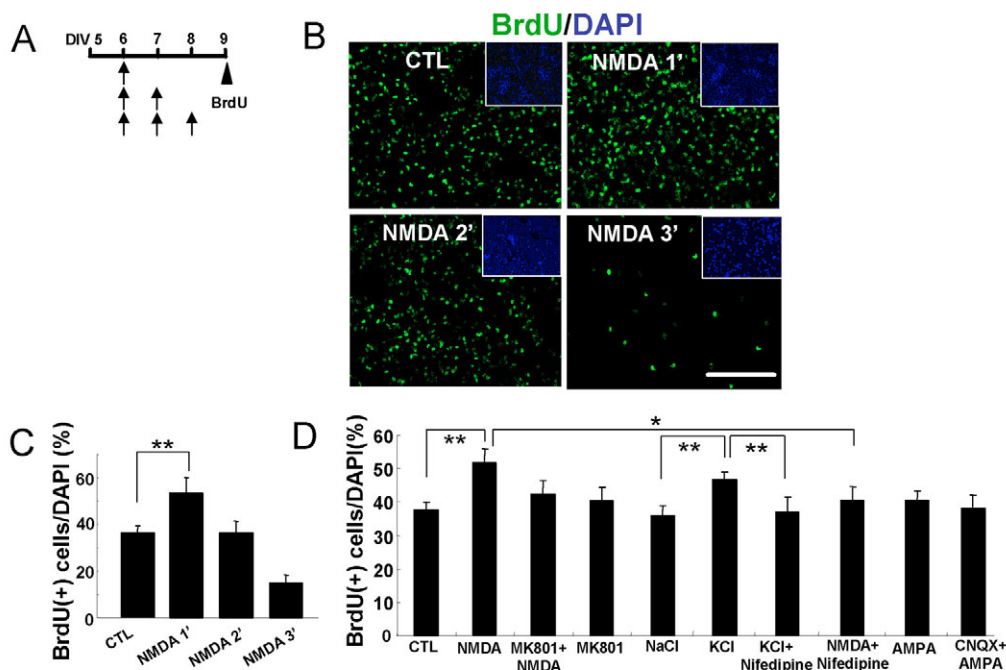 A
DIV 5 6 7 8 9
BrdU
B
BrdU/DAPI
CTL
NMDA 1'
NMDA 2'
NMDA 3'
C
BrdU(+) cells/DAPI (%)
60
40
20
0
**
CTL
NMDA 1'
NMDA 2'
NMDA 3'
D
BrdU(+) cells/DAPI(%)
60
50
40
30
20
10
0
*
**
**
**
CTL
NMDA
MK801+
NMDA
MK801
NaCl
KCl
KCl+
Nifedipine
NMDA+
Nifedipine
AMPA
CNQX+
AMPA